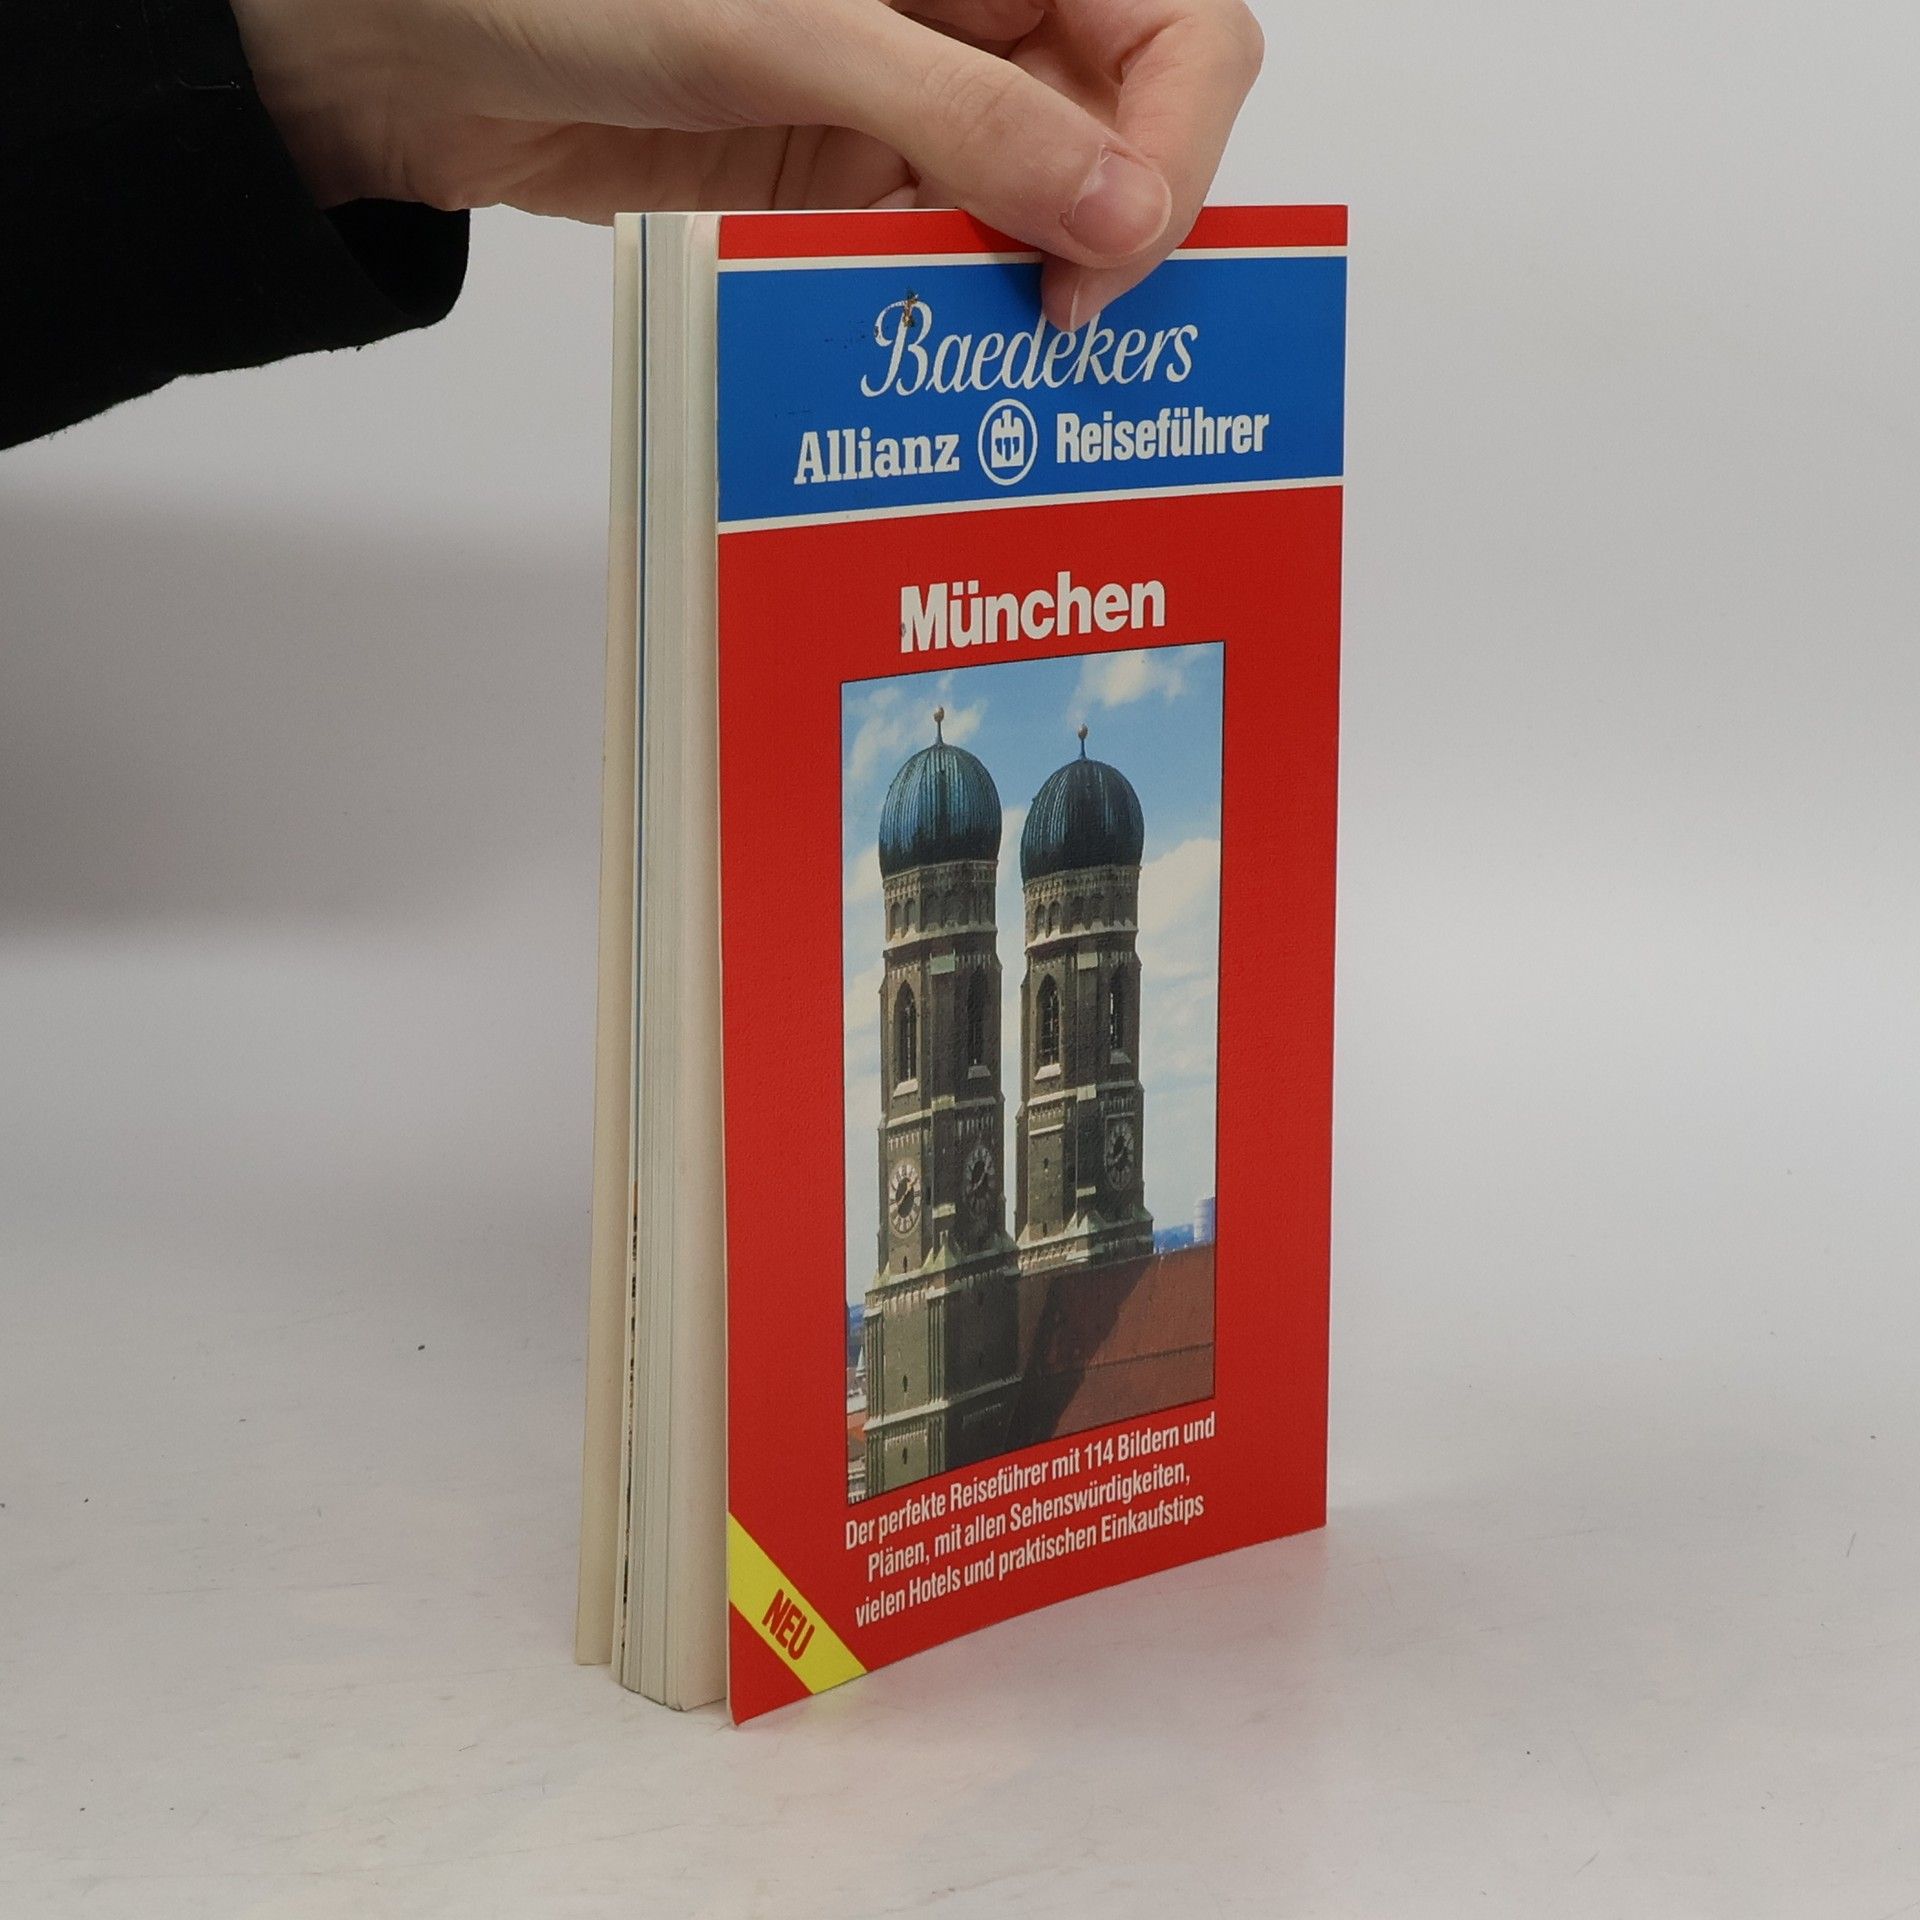 Baedekers
Allianz Reiseführer
München
Der perfekte Reiseführer mit 114 Bildern und
Plänen, mit allen Sehenswürdigkeiten,
vielen Hotels und praktischen Einkaufstips
NEU